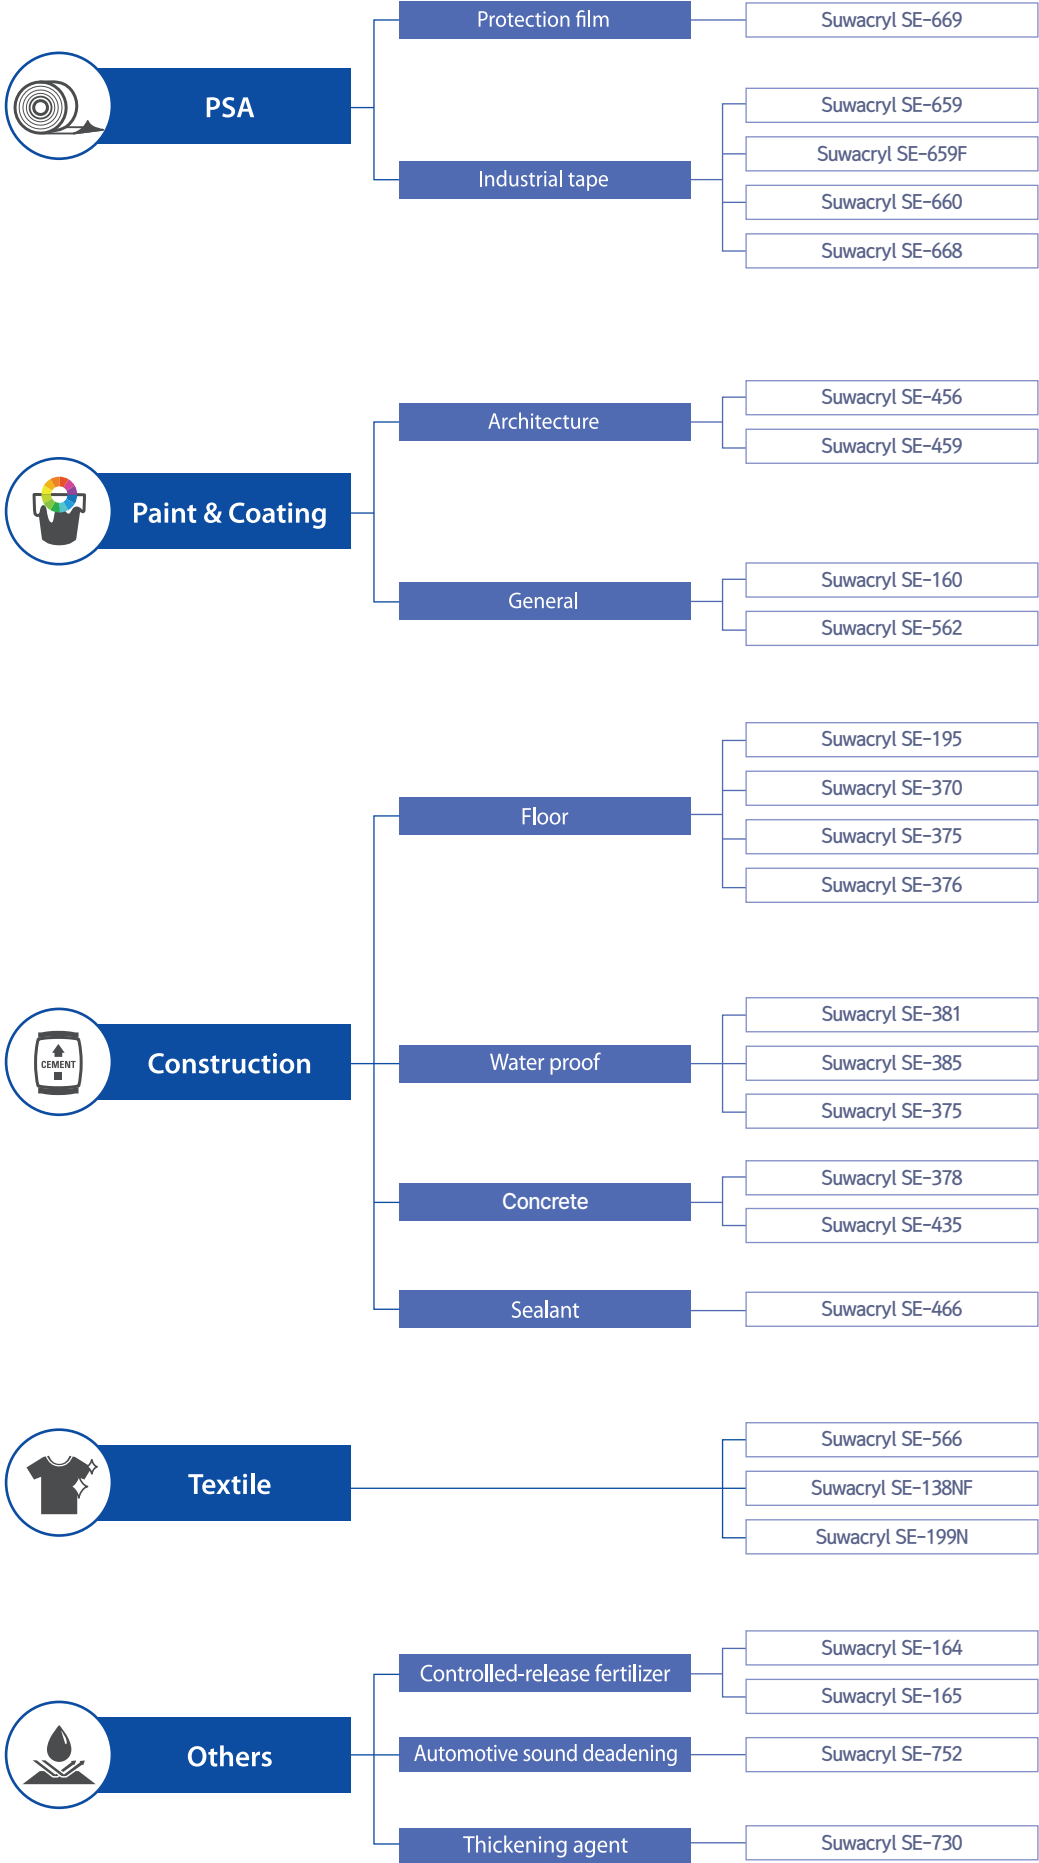 Protection film
Suwacryl SE-669
PSA
Industrial tape
Suwacryl SE-659
Suwacryl SE-659F
Suwacryl SE-660
Suwacryl SE-668
Paint & Coating
Architecture
Suwacryl SE-456
Suwacryl SE-459
General
Suwacryl SE-160
Suwacryl SE-562
CEMENT
Construction
Floor
Suwacryl SE-195
Suwacryl SE-370
Suwacryl SE-375
Suwacryl SE-376
Water proof
Suwacryl SE-381
Suwacryl SE-385
Suwacryl SE-375
Concrete
Suwacryl SE-378
Suwacryl SE-435
Sealant
Suwacryl SE-466
Textile
Suwacryl SE-566
Suwacryl SE-138NF
Suwacryl SE-199N
Others
Controlled-release fertilizer
Suwacryl SE-164
Suwacryl SE-165
Automotive sound deadening
Suwacryl SE-752
Thickening agent
Suwacryl SE-730